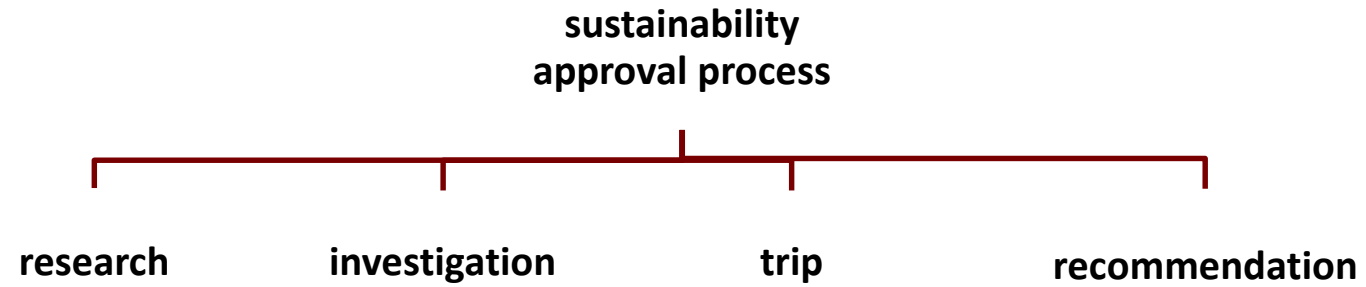 sustainability
approval process
research investigation trip recommendation